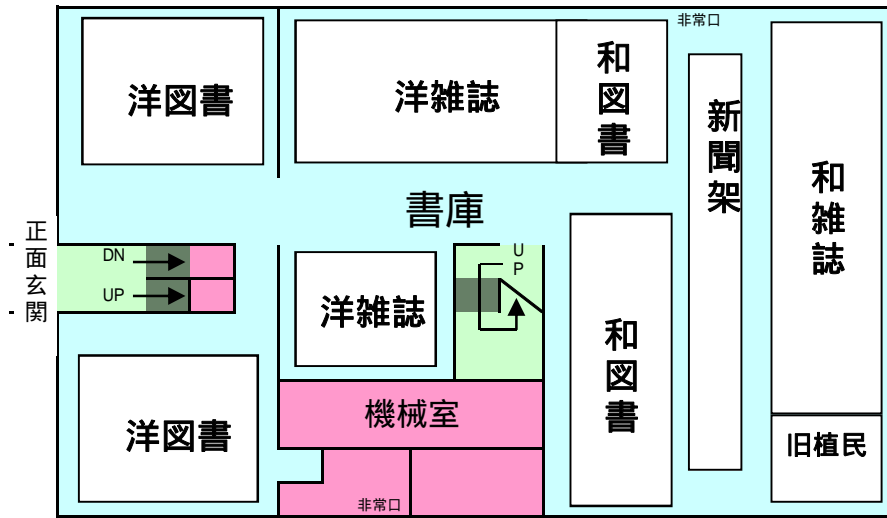 非常口
洋図書
洋雑誌
和図書
新聞架
和雑誌
書庫
正面玄関
DN
UP
UP
洋雑誌
和図書
機械室
洋図書
旧植民
非常口